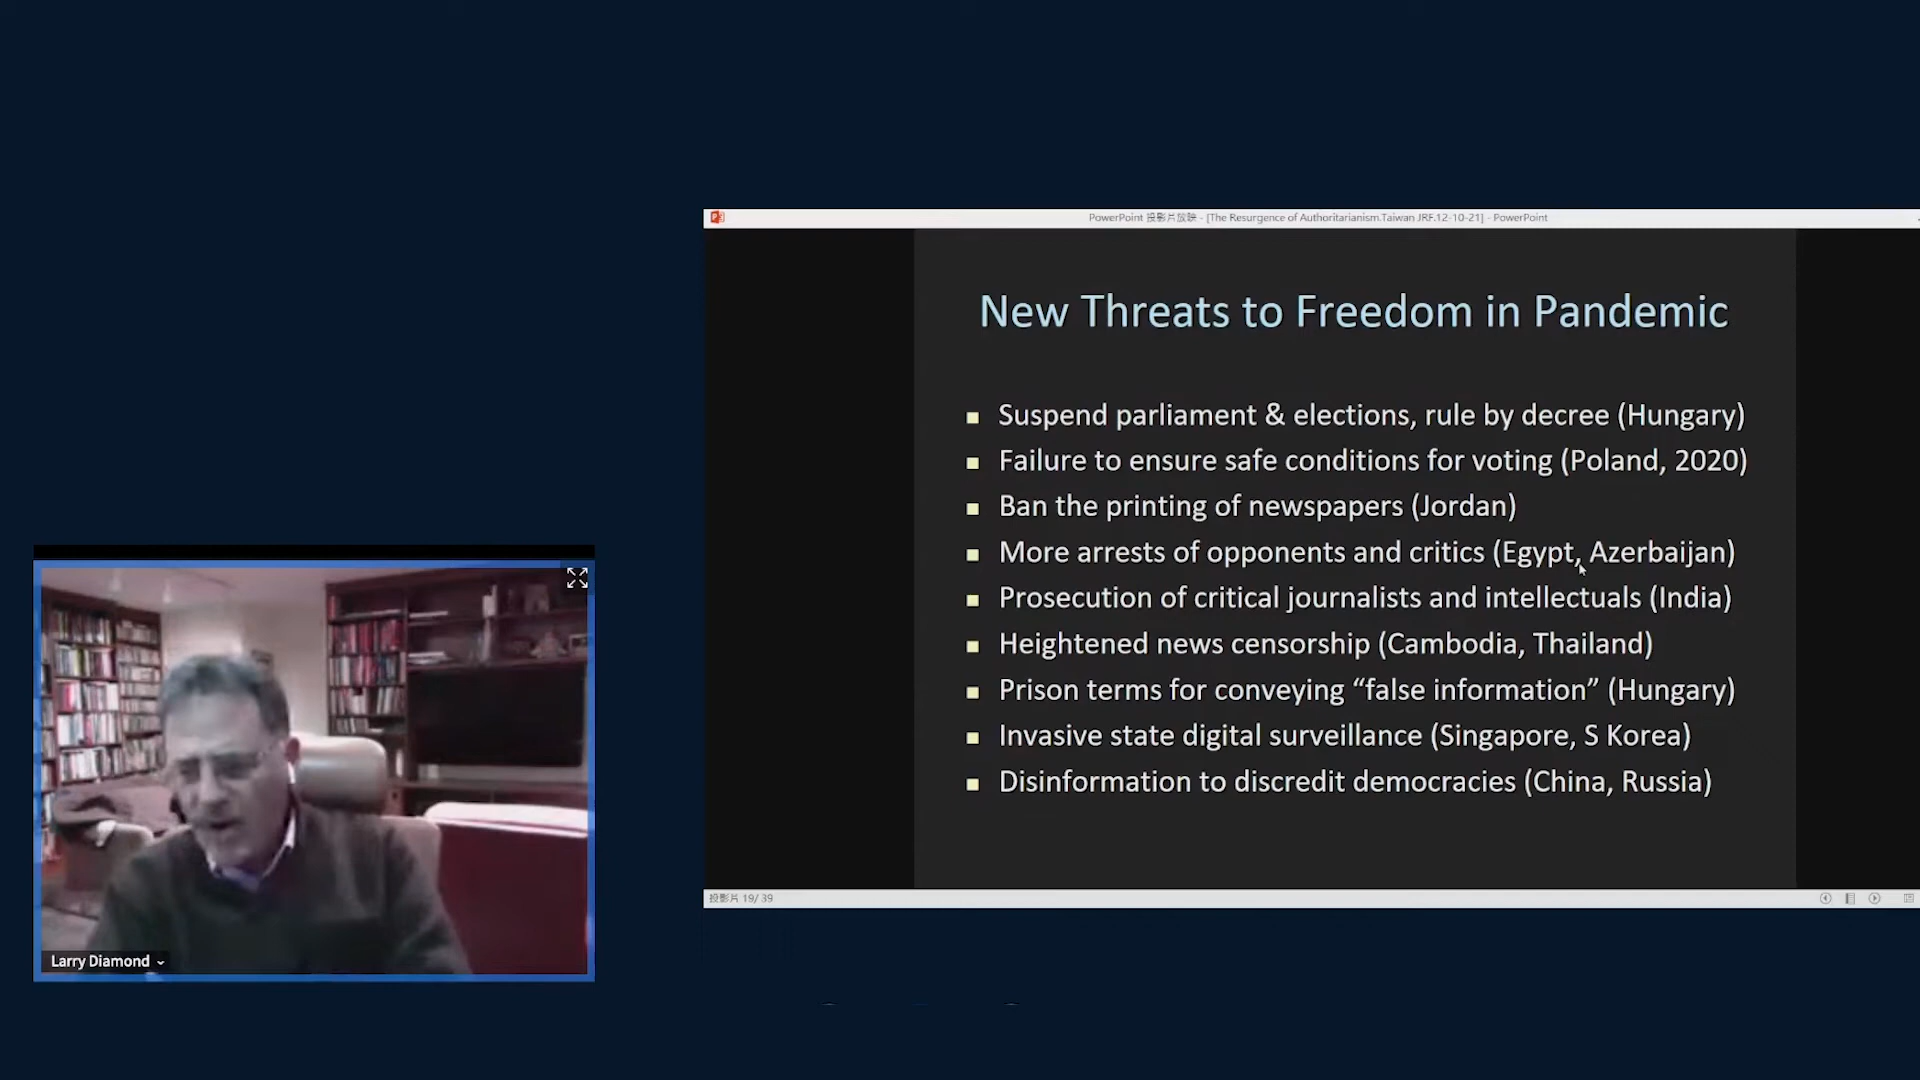 PowerPoint 投影片放映 - [The Resurgence of Authoritarianism.Taiwan JRF.12-10-21] - PowerPoint
New Threats to Freedom in Pandemic
Suspend parliament & elections, rule by decree (Hungary)
Failure to ensure safe conditions for voting (Poland, 2020)
Ban the printing of newspapers (Jordan)
More arrests of opponents and critics (Egypt, Azerbaijan)
Prosecution of critical journalists and intellectuals (India)
Heightened news censorship (Cambodia, Thailand)
Prison terms for conveying “false information” (Hungary)
Invasive state digital surveillance (Singapore, S Korea)
Disinformation to discredit democracies (China, Russia)
投影片 19/ 39
Larry Diamond